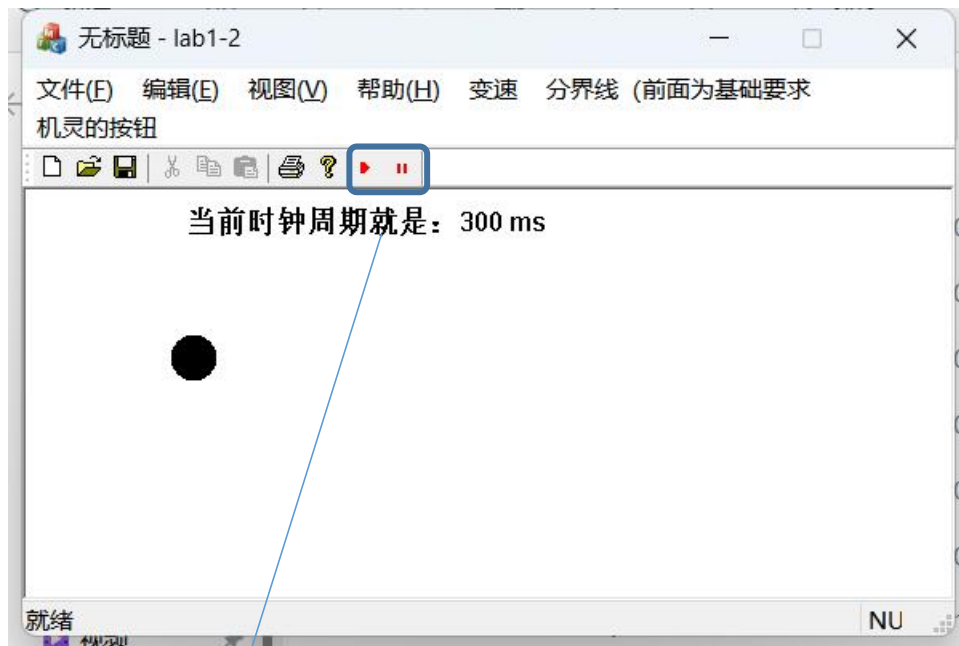 无标题 - lab1-2
文件(F) 编辑(E) 视图(V) 帮助(H) 变速 分界线 (前面为基础要求
机灵的按钮
当前时钟周期就是：300 ms
就绪 NU